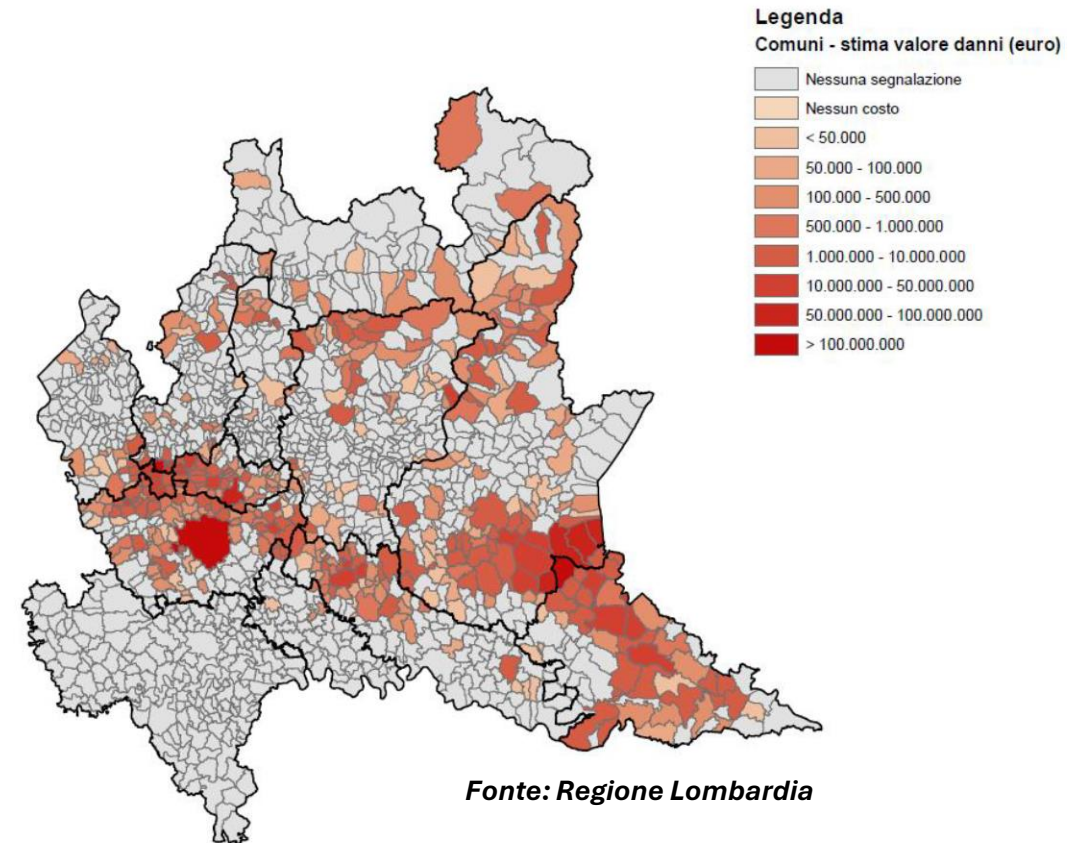 Legenda
Comuni - stima valore danni (euro)
Nessuna segnalazione
Nessun costo
< 50.000
50.000 - 100.000
100.000 - 500.000
500.000 - 1.000.000
1.000.000 - 10.000.000
10.000.000 - 50.000.000
50.000.000 - 100.000.000
> 100.000.000
Fonte: Regione Lombardia